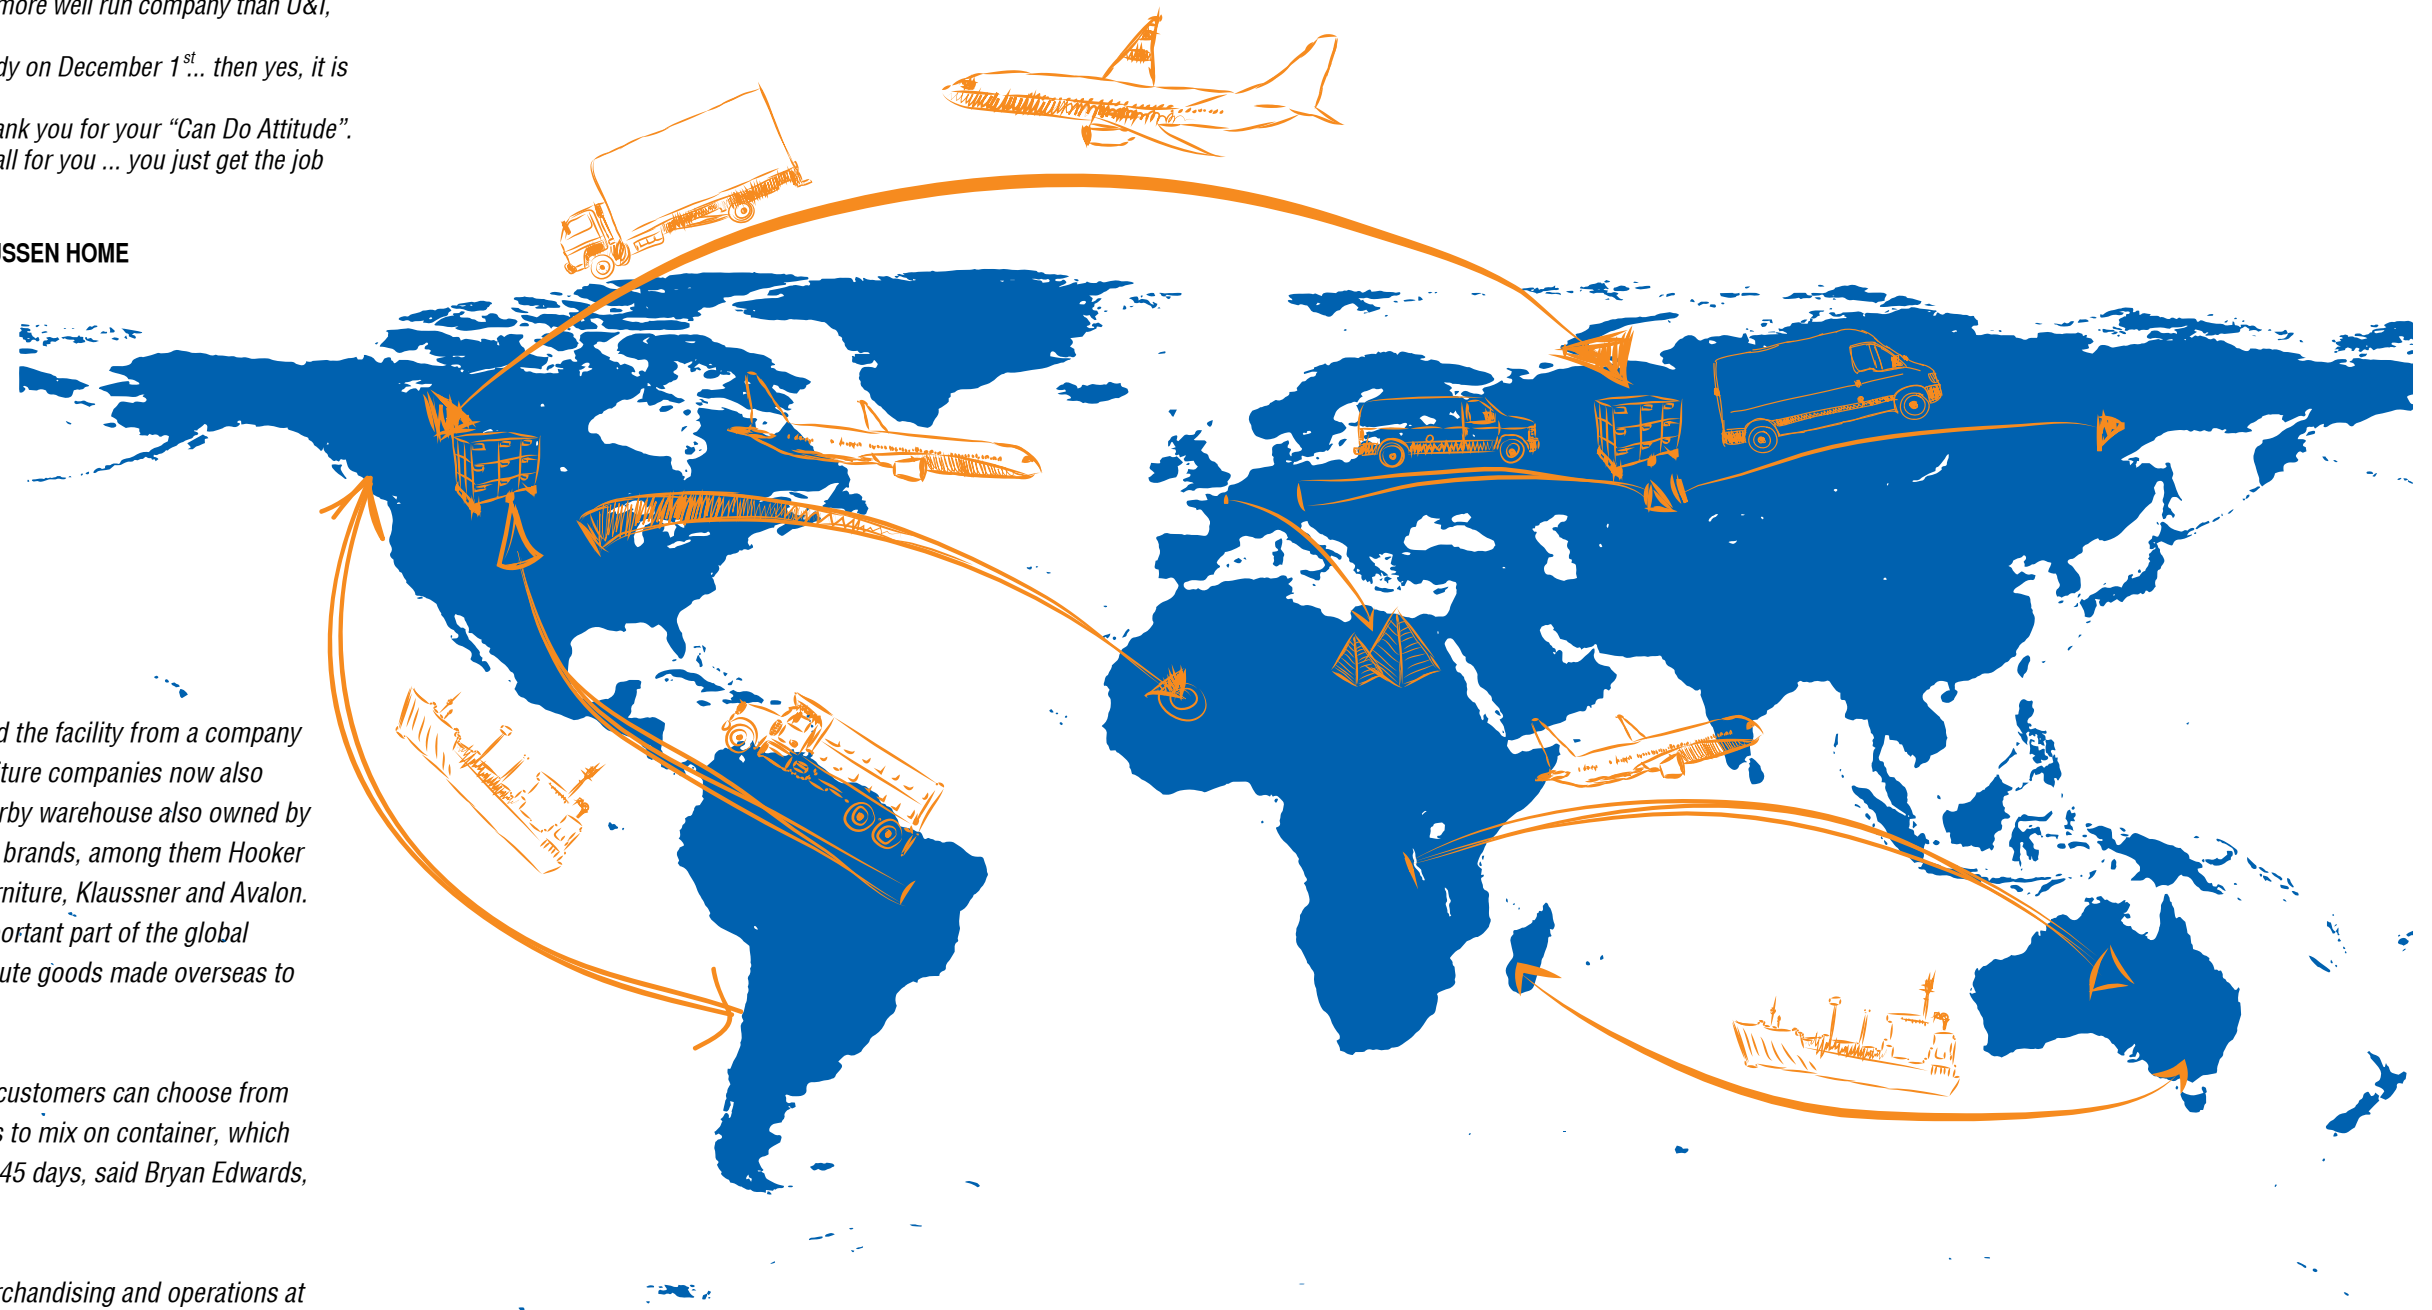 more well run company than U&I,
dy on December 1st... then yes, it is
ank you for your “Can Do Attitude”.
all for you ... you just get the job
USSEN HOME
d the facility from a company
iture companies now also
rby warehouse also owned by
brands, among them Hooker
rniture, Klaussner and Avalon.
portant part of the global
ute goods made overseas to
customers can choose from
s to mix on container, which
45 days, said Bryan Edwards,
rchandising and operations at